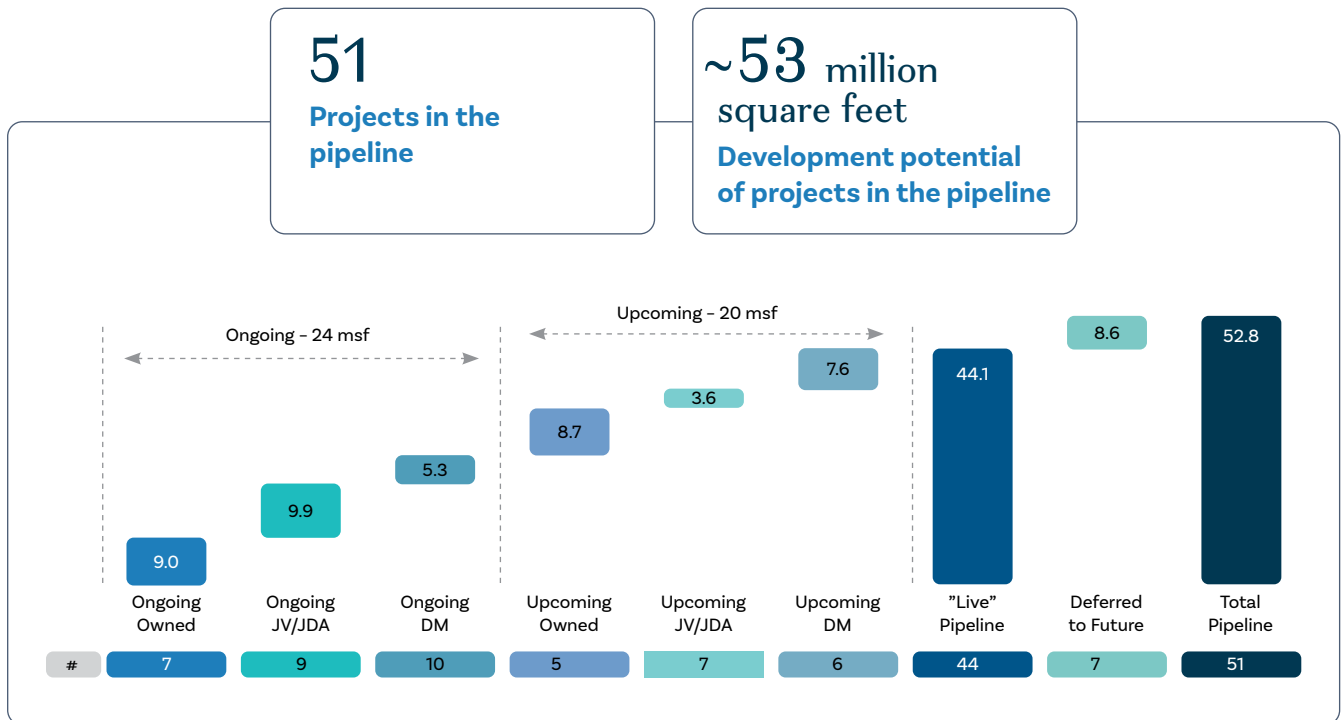 51
Projects in the
pipeline
~53 million
square feet
Development potential
of projects in the pipeline
Ongoing – 24 msf
Upcoming – 20 msf
9.0
9.9
5.3
8.7
3.6
7.6
44.1
8.6
52.8
Ongoing
Owned
Ongoing
JV/JDA
Ongoing
DM
Upcoming
Owned
Upcoming
JV/JDA
Upcoming
DM
”Live”
Pipeline
Deferred
to Future
Total
Pipeline
# 7 9 10 5 7 6 44 7 51